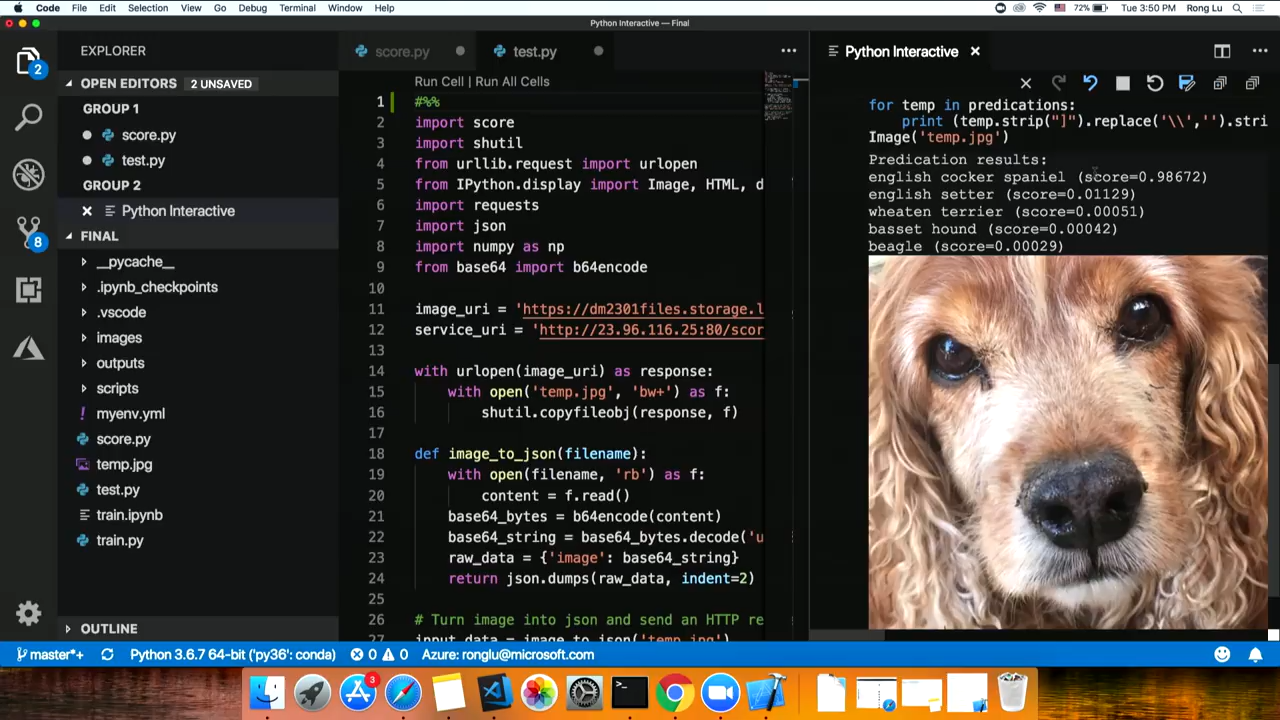 Code File Edit Selection View Go Debug Terminal Window Help 72% Tue 3:50 PM Rong Lu
Python Interactive — Final
2
8
EXPLORER
OPEN EDITORS 2 UNSAVED
GROUP 1
score.py
test.py
GROUP 2
Python Interactive
FINAL
__pycache__
.ipynb_checkpoints
.vscode
images
outputs
scripts
myenv.yml
score.py
temp.jpg
test.py
train.ipynb
train.py
OUTLINE
score.py test.py
Run Cell | Run All Cells
1 #%%
2 import score
3 import shutil
4 from urllib.request import urlopen
5 from IPython.display import Image, HTML, d
6 import requests
7 import json
8 import numpy as np
9 from base64 import b64encode
10
11 image_uri = 'https://dm2301files.storage.l
12 service_uri = 'http://23.96.116.25:80/scor
13
14 with urlopen(image_uri) as response:
15 with open('temp.jpg', 'bw+') as f:
16 shutil.copyfileobj(response, f)
17
18 def image_to_json(filename):
19 with open(filename, 'rb') as f:
20 content = f.read()
21 base64_bytes = b64encode(content)
22 base64_string = base64_bytes.decode('u
23 raw_data = {'image': base64_string}
24 return json.dumps(raw_data, indent=2)
25
26 # Turn image into json and send an HTTP re
27 input_data = image_to_json('temp.jpg')
Python Interactive
for temp in predications:
print (temp.strip("]").replace('\\','').stri
Image('temp.jpg')
Predication results:
english cocker spaniel (score=0.98672)
english setter (score=0.01129)
wheaten terrier (score=0.00051)
basset hound (score=0.00042)
beagle (score=0.00029)
master*+ Python 3.6.7 64-bit ('py36': conda) 0 0 Azure: ronglu@microsoft.com
3